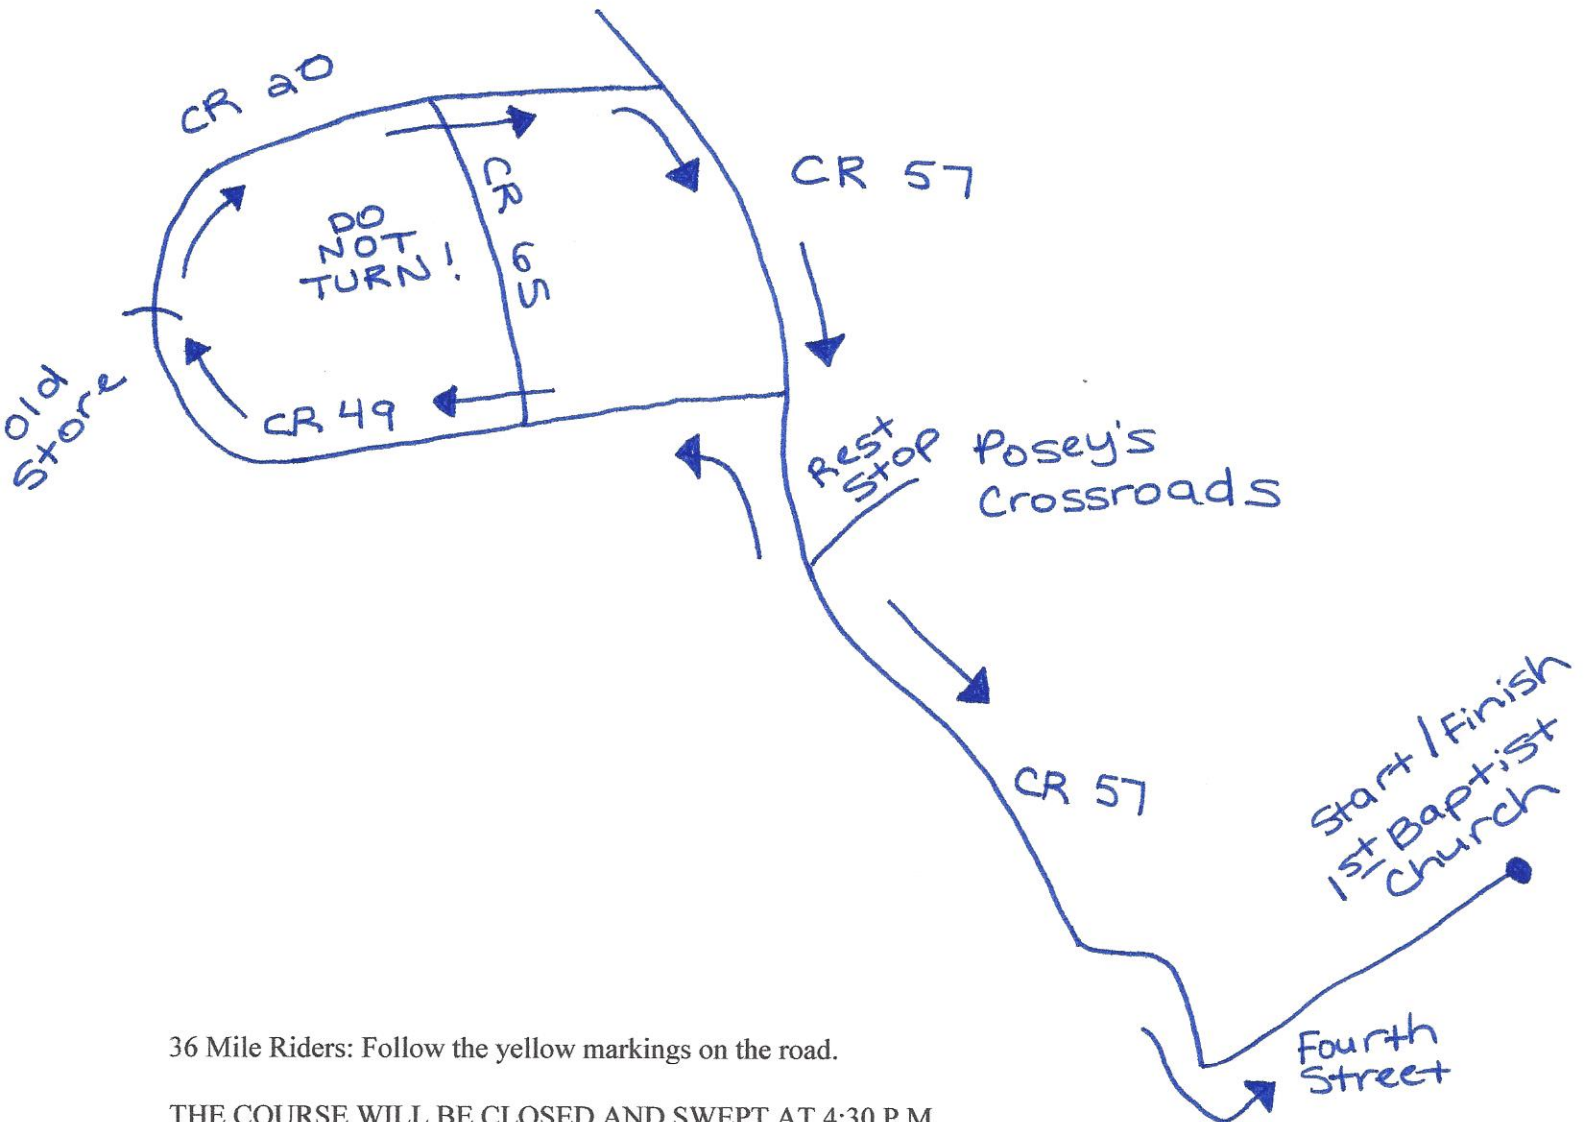 CR 20
CR 57
CR 65
DO
NOT
TURN!
CR 49
Old
Store
Rest
Stop
Posey's
Crossroads
CR 57
Start/Finish
1st Baptist
Church
Fourth
Street
36 Mile Riders: Follow the yellow markings on the road.
THE COURSE WILL BE CLOSED AND SWEPT AT 4:30 P.M.